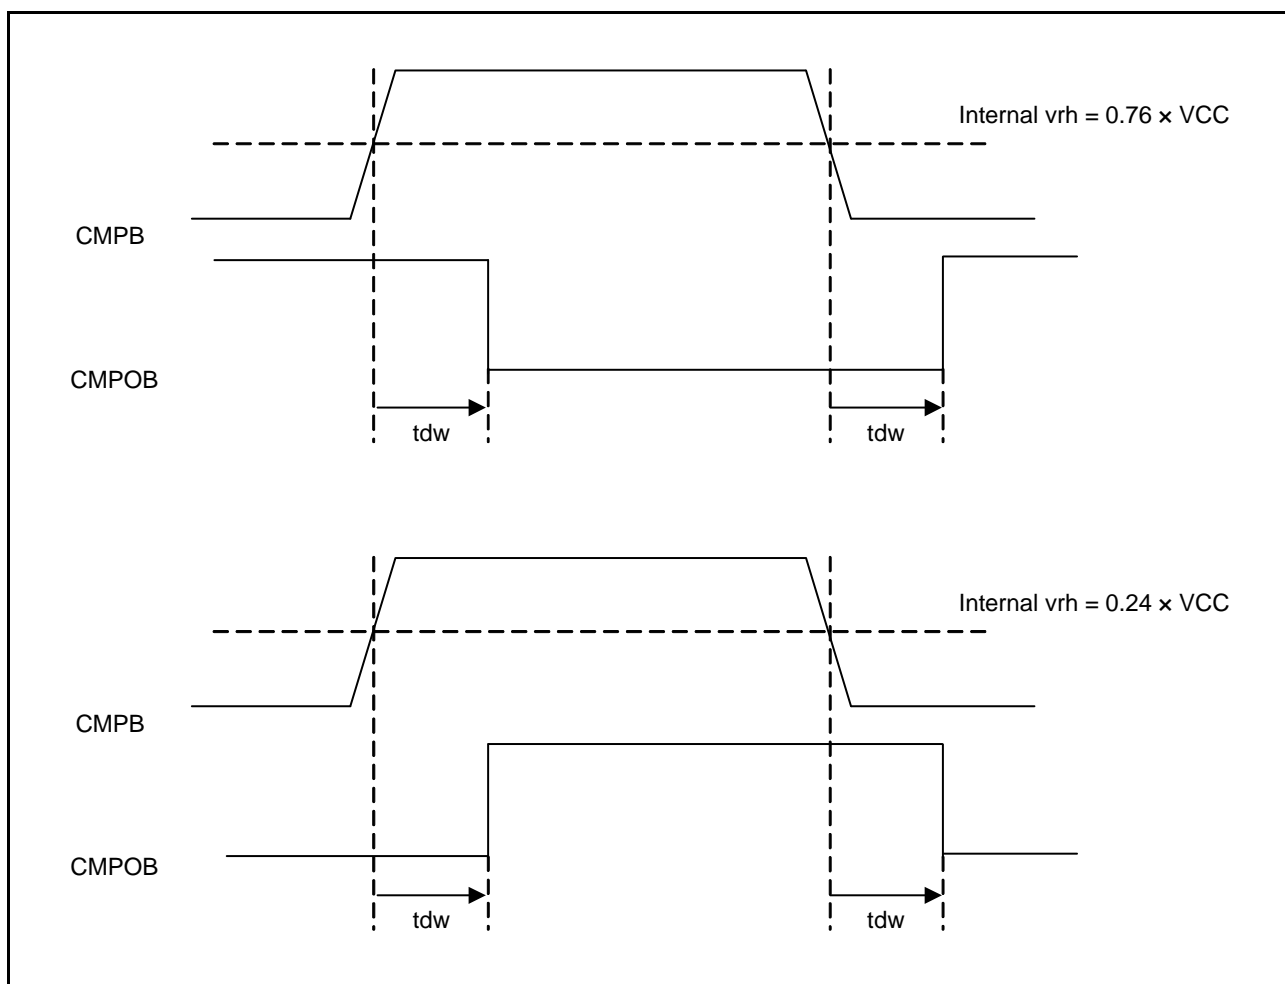 Internal vrh = 0.76 × VCC
CMPB
CMPOB
tdw
tdw
Internal vrh = 0.24 × VCC
CMPB
CMPOB
tdw
tdw